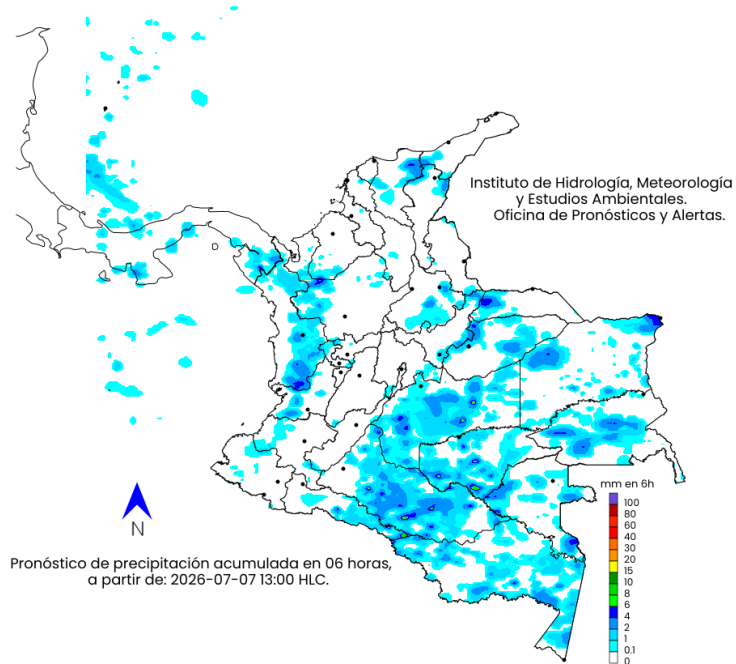 Instituto de Hidrología, Meteorología
y Estudios Ambientales.
Oficina de Pronósticos y Alertas.
N
Pronóstico de precipitación acumulada en 06 horas,
a partir de: 2026-07-07 13:00 HLC.
mm en 6h
100
80
60
40
30
20
15
10
8
6
4
2
1
0.1
0